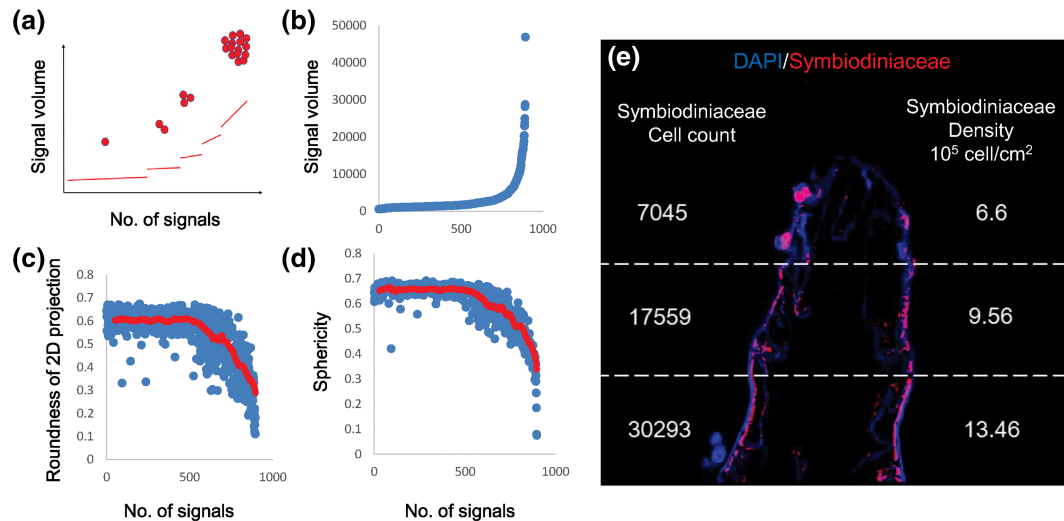 (a)
Signal volume
No. of signals
(b)
Signal volume
50000
40000
30000
20000
10000
0
0 500 1000
(c)
Roundness of 2D projection
0.8
0.7
0.6
0.5
0.4
0.3
0.2
0.1
0
0 500 1000
No. of signals
(d)
Sphericity
0.8
0.7
0.6
0.5
0.4
0.3
0.2
0.1
0
0 500 1000
No. of signals
(e)
DAPI/Symbiodiniaceae
Symbiodiniaceae
Cell count
Symbiodiniaceae
Density
10⁵ cell/cm²
7045 6.6
17559 9.56
30293 13.46